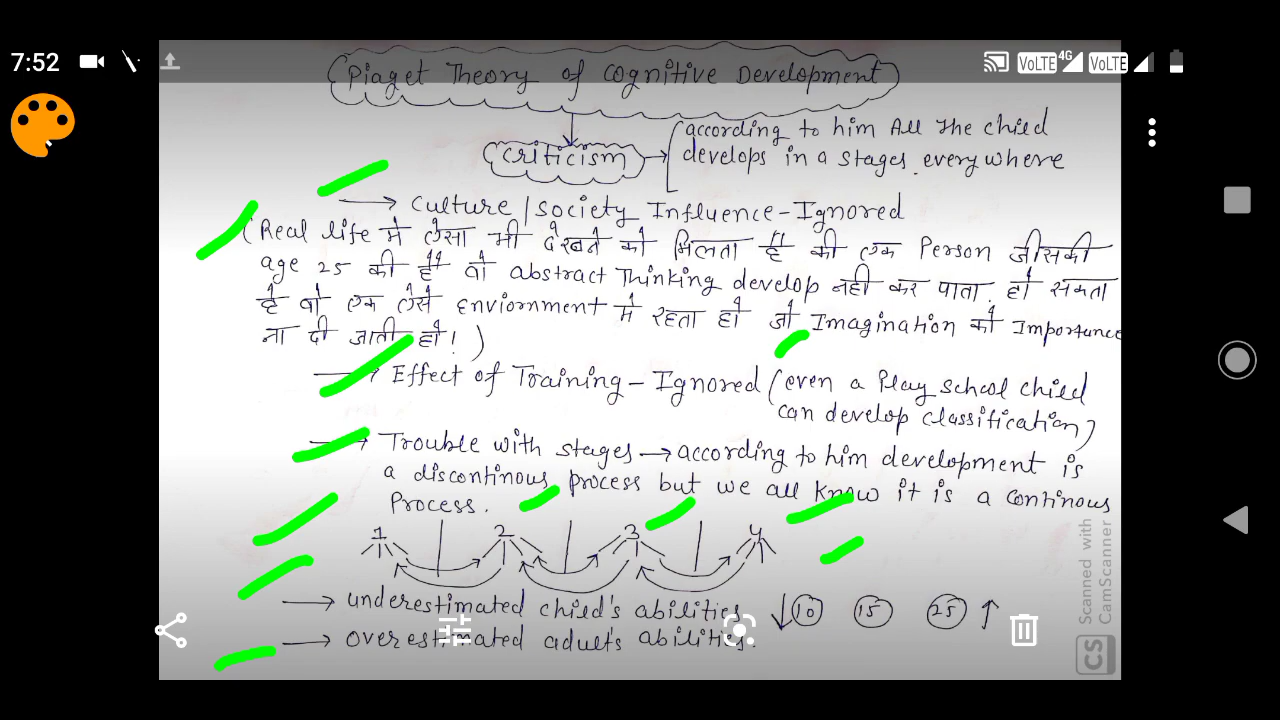 7:52
VoLTE 4G VoLTE
Piaget Theory of Cognitive Development
Criticism
according to him All the child
develops in a stages everywhere
Culture/Society Influence-Ignored
(Real life मे ऐसा भी देखने को मिलता है की एक Person जीसकी
age 25 की है वो abstract Thinking develop नही कर पाता. हो सकता
है वो एक ऐसे Enviornment मे रहता हो जो Imagination को Importance
ना दी जाती हो!)
Effect of Training - Ignored (even a Play School child
can develop classification)
Trouble with stages → according to him development is
a discontinous process but we all know it is a continous
Process.
1 2 3 4
underestimated child's abilities ↓ 10 15 25 ↑
overestimated adult's abilities.
Scanned with
CamScanner
CS